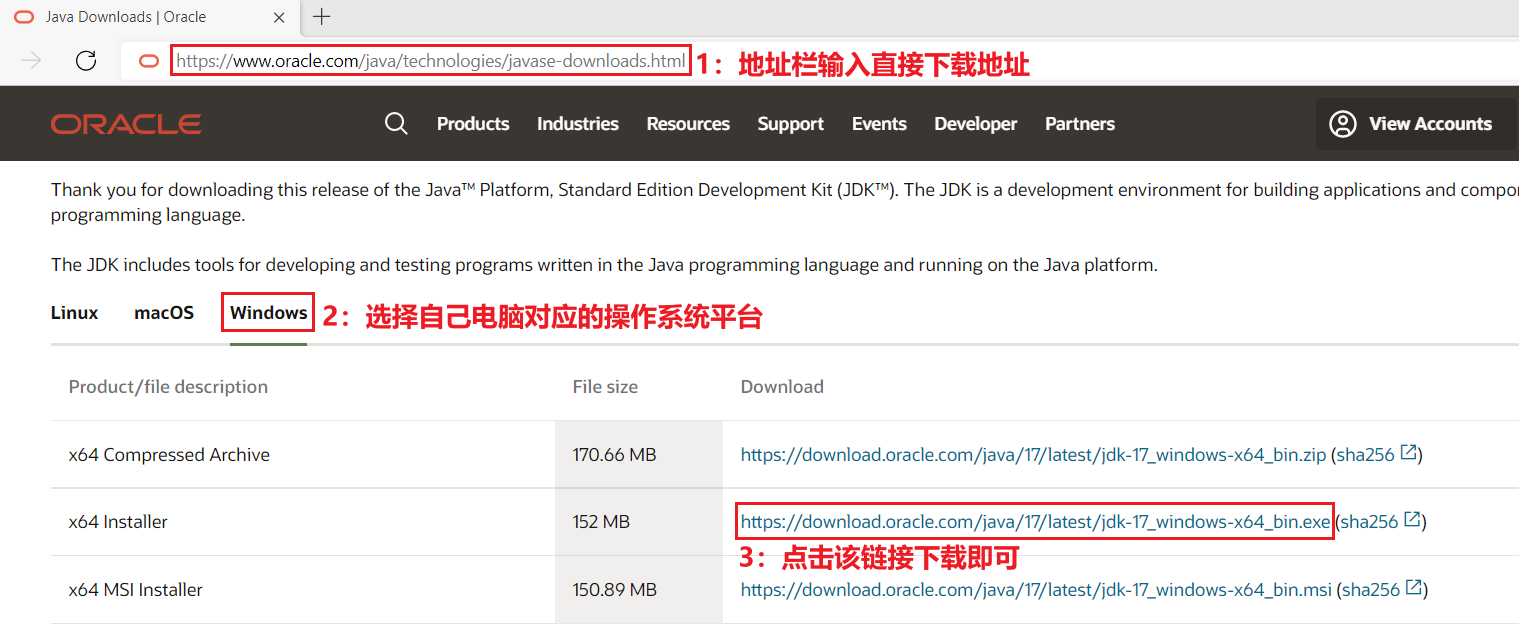 Java Downloads | Oracle
https://www.oracle.com/java/technologies/javase-downloads.html 1：地址栏输入直接下载地址
ORACLE Products Industries Resources Support Events Developer Partners View Accounts
Thank you for downloading this release of the Java™ Platform, Standard Edition Development Kit (JDK™). The JDK is a development environment for building applications and compo
programming language.
The JDK includes tools for developing and testing programs written in the Java programming language and running on the Java platform.
Linux macOS Windows 2：选择自己电脑对应的操作系统平台
Product/file description File size Download
x64 Compressed Archive 170.66 MB https://download.oracle.com/java/17/latest/jdk-17_windows-x64_bin.zip (sha256)
x64 Installer 152 MB https://download.oracle.com/java/17/latest/jdk-17_windows-x64_bin.exe (sha256)
3：点击该链接下载即可
x64 MSI Installer 150.89 MB https://download.oracle.com/java/17/latest/jdk-17_windows-x64_bin.msi (sha256)